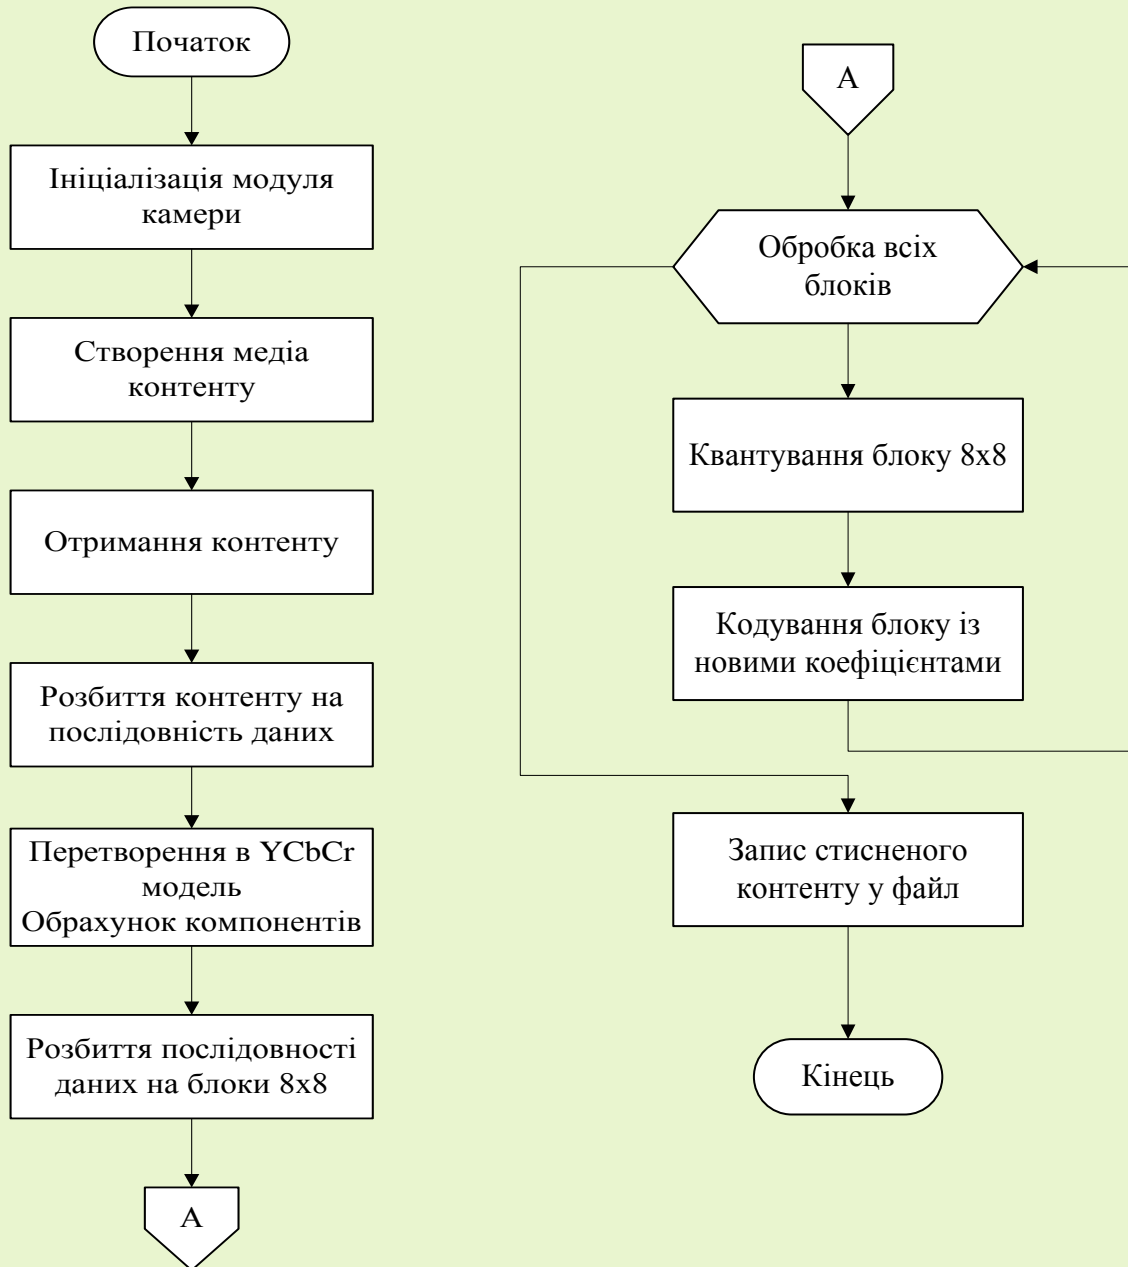 Початок
Ініціалізація модуля
камери
Створення медіа
контенту
Отримання контенту
Розбиття контенту на
послідовність даних
Перетворення в YCbCr
модель
Обрахунок компонентів
Розбиття послідовності
даних на блоки 8x8
А
А
Обробка всіх
блоків
Квантування блоку 8x8
Кодування блоку із
новими коефіцієнтами
Запис стисненого
контенту у файл
Кінець